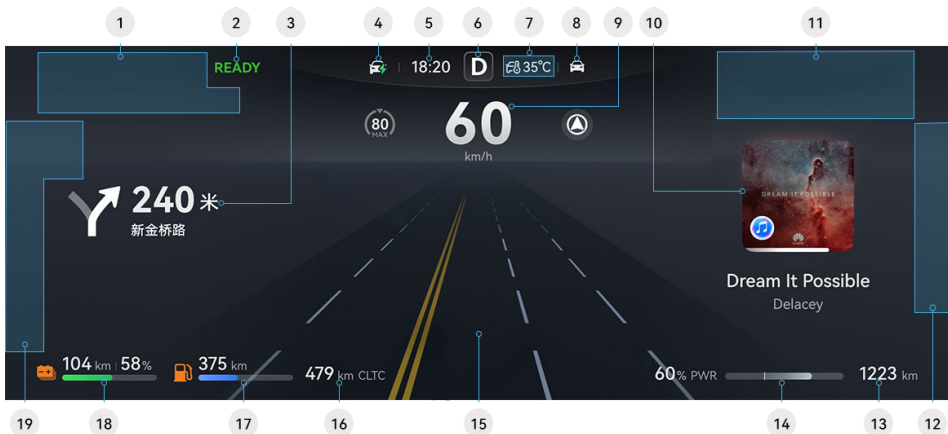 1 2 3 4 5 6 7 8 9 10 11
READY
18:20 D 35°C
80
MAX
60
km/h
240米
新金桥路
DREAM IT POSSIBLE
HUAWEI
Dream It Possible
Delacey
104 km 58%
375 km
479 km CLTC
60% PWR
1223 km
19 18 17 16 15 14 13 12